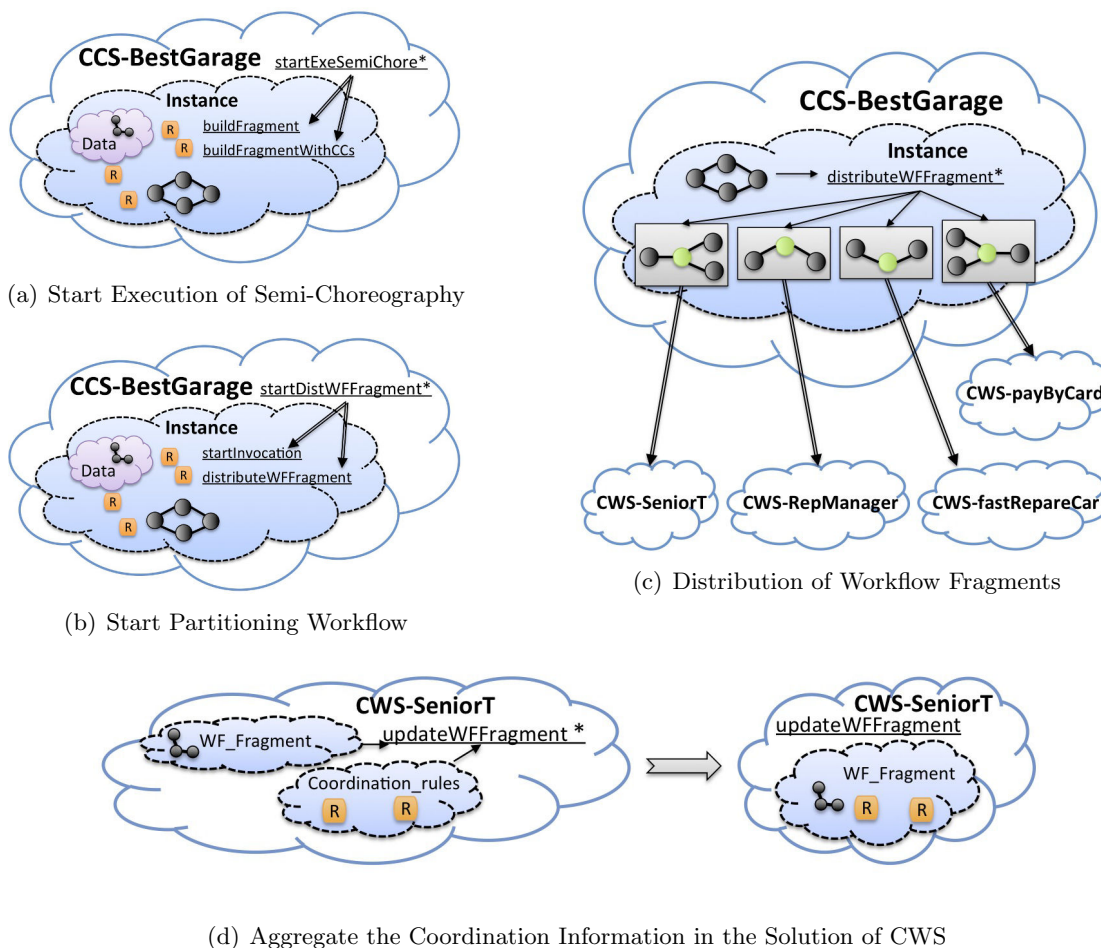 CCS-BestGarage startExeSemiChore*
Instance
buildFragment
R
Data
R
buildFragmentWithCCs
R
R
(a) Start Execution of Semi-Choreography
CCS-BestGarage startDistWFFragment*
Instance
startInvocation
R
Data
R
distributeWFFragment
R
R
(b) Start Partitioning Workflow
CCS-BestGarage
Instance
distributeWFFragment*
CWS-payByCard
CWS-SeniorT
CWS-RepManager
CWS-fastRepareCar
(c) Distribution of Workflow Fragments
CWS-SeniorT
WF_Fragment
updateWFFragment *
Coordination_rules
R R
CWS-SeniorT
updateWFFragment
WF_Fragment
R R
(d) Aggregate the Coordination Information in the Solution of CWS